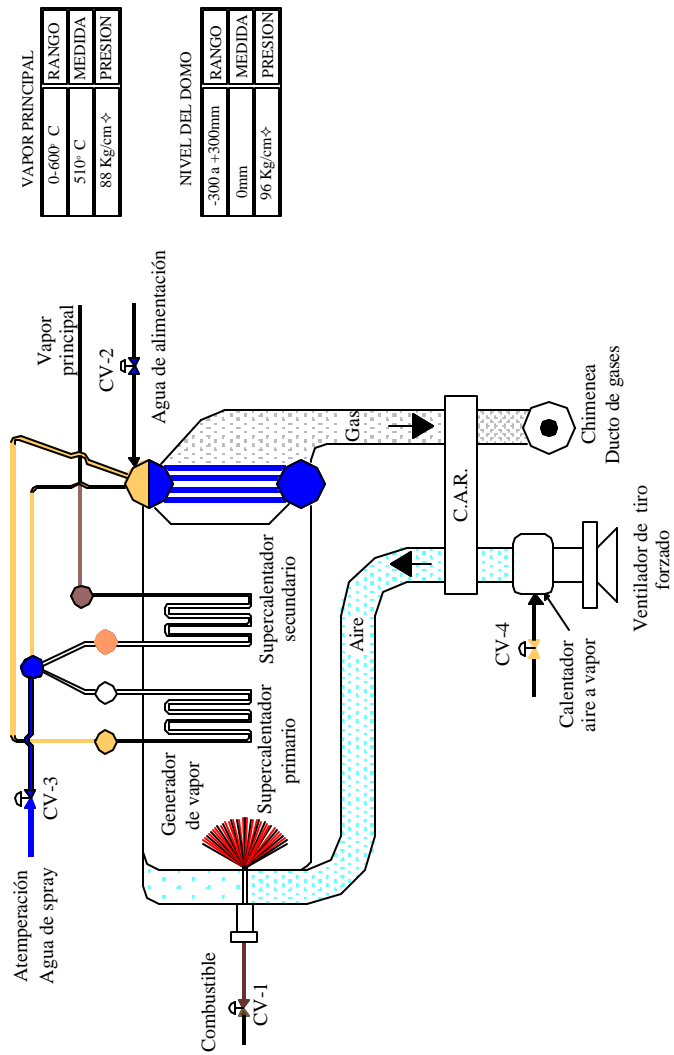 VAPOR PRINCIPAL
0-600° C RANGO
510° C MEDIDA
88 Kg/cm✧ PRESION
NIVEL DEL DOMO
-300 a +300mm RANGO
0mm MEDIDA
96 Kg/cm✧ PRESION
Atemperación
Agua de spray
CV-3
Vapor
principal
CV-2
Agua de alimentación
Generador
de vapor
Supercalentador
primario
Supercalentador
secundario
Combustible
CV-1
Aire
Gas
C.A.R.
CV-4
Calentador
aire a vapor
Ventilador de tiro
forzado
Chimenea
Ducto de gases